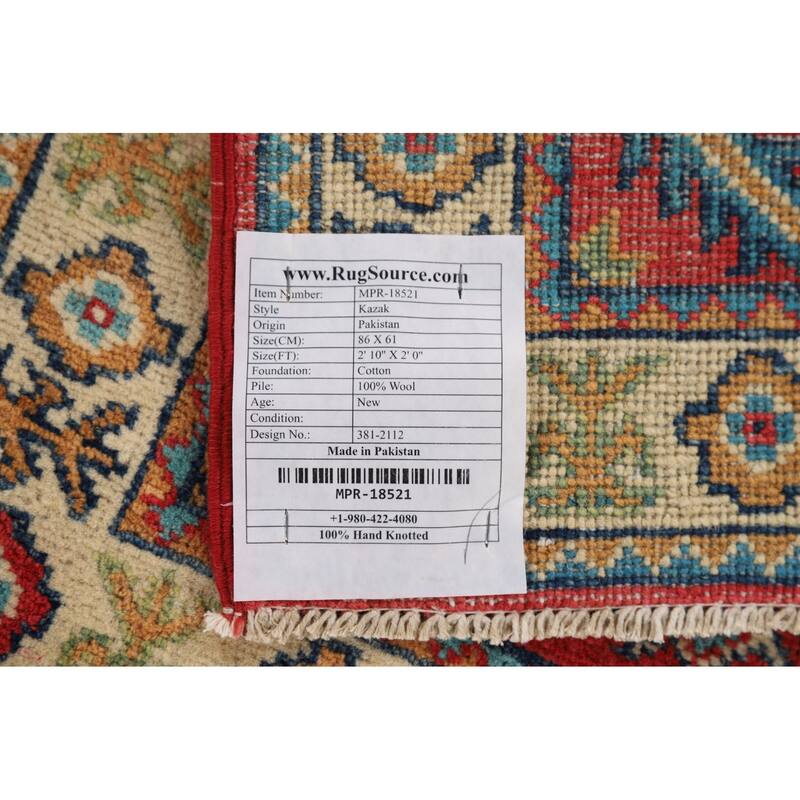 www.RugSource.com
Item Number: MPR-18521
Style Kazak
Origin Pakistan
Size(CM): 86 X 61
Size(FT): 2' 10" X 2' 0"
Foundation: Cotton
Pile: 100% Wool
Age: New
Condition:
Design No.: 381-2112
Made in Pakistan
MPR-18521
+1-980-422-4080
100% Hand Knotted